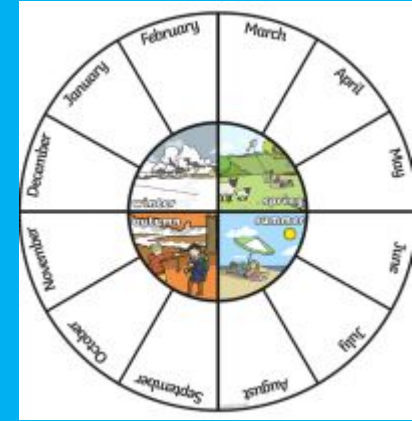 February
March
January
April
December
May
winter
spring
autumn
summer
November
June
October
July
September
August